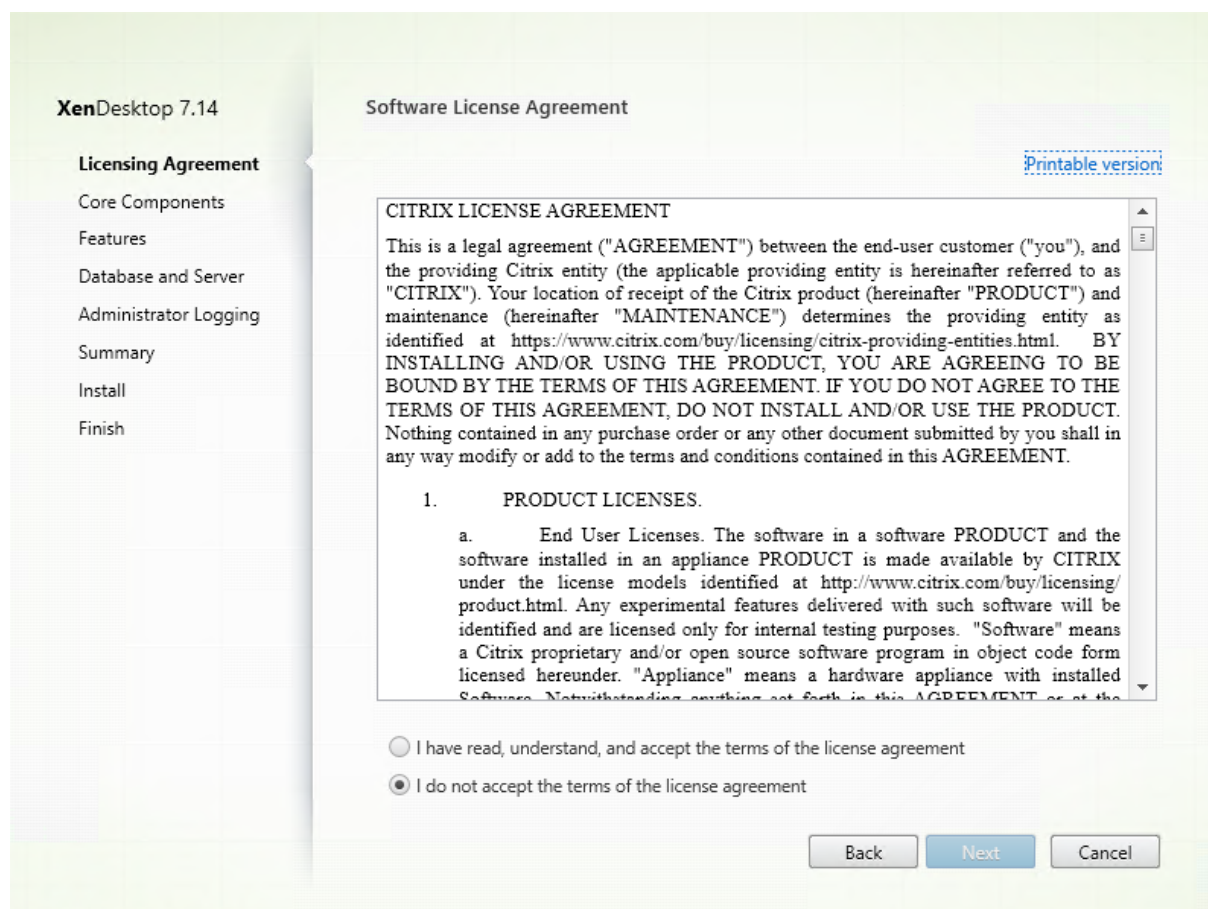 XenDesktop 7.14
Licensing Agreement
Core Components
Features
Database and Server
Administrator Logging
Summary
Install
Finish
Software License Agreement
Printable version
CITRIX LICENSE AGREEMENT
This is a legal agreement ("AGREEMENT") between the end-user customer ("you"), and
the providing Citrix entity (the applicable providing entity is hereinafter referred to as
"CITRIX"). Your location of receipt of the Citrix product (hereinafter "PRODUCT") and
maintenance (hereinafter "MAINTENANCE") determines the providing entity as
identified at https://www.citrix.com/buy/licensing/citrix-providing-entities.html. BY
INSTALLING AND/OR USING THE PRODUCT, YOU ARE AGREEING TO BE
BOUND BY THE TERMS OF THIS AGREEMENT. IF YOU DO NOT AGREE TO THE
TERMS OF THIS AGREEMENT, DO NOT INSTALL AND/OR USE THE PRODUCT.
Nothing contained in any purchase order or any other document submitted by you shall in
any way modify or add to the terms and conditions contained in this AGREEMENT.
1. PRODUCT LICENSES.
a. End User Licenses. The software in a software PRODUCT and the
software installed in an appliance PRODUCT is made available by CITRIX
under the license models identified at http://www.citrix.com/buy/licensing/
product.html. Any experimental features delivered with such software will be
identified and are licensed only for internal testing purposes. "Software" means
a Citrix proprietary and/or open source software program in object code form
licensed hereunder. "Appliance" means a hardware appliance with installed
Software. Notwithstanding anything set forth in this AGREEMENT or at the
I have read, understand, and accept the terms of the license agreement
I do not accept the terms of the license agreement
Back
Next
Cancel